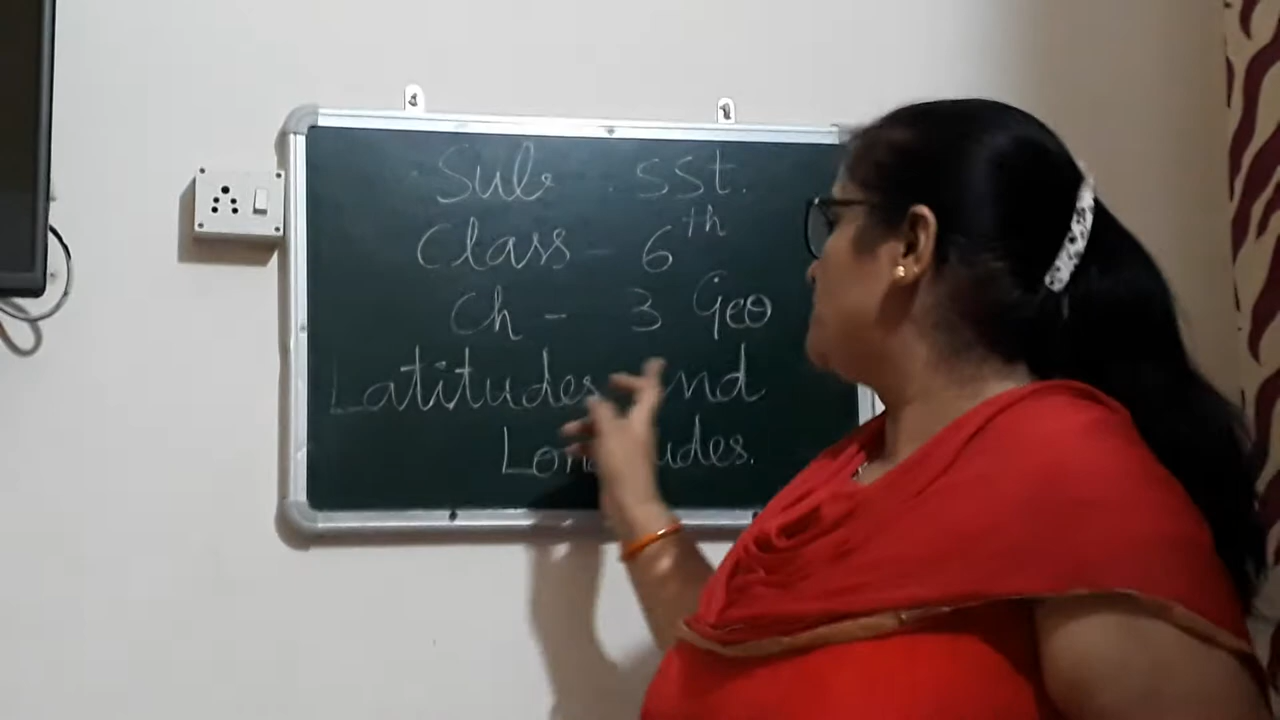 Sub SSt.
Class - 6th
Ch - 3 Geo
Latitudes and
Longitudes.